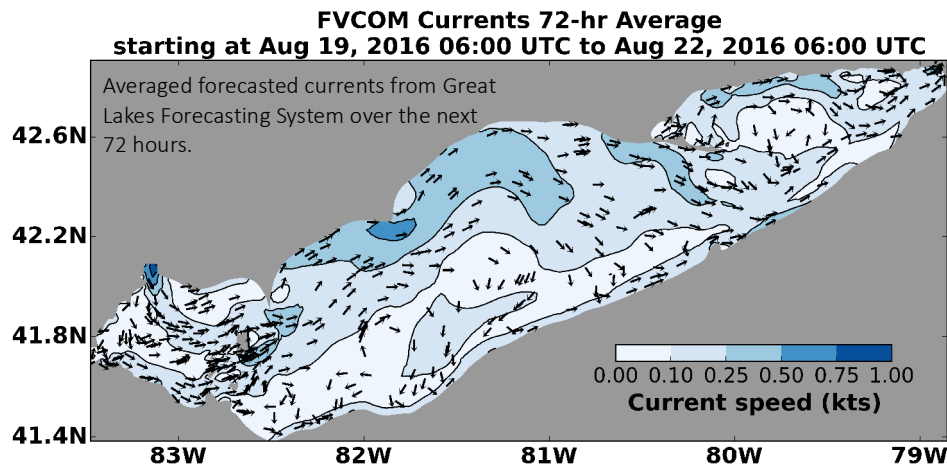 FVCOM Currents 72-hr Average
starting at Aug 19, 2016 06:00 UTC to Aug 22, 2016 06:00 UTC
Averaged forecasted currents from Great
Lakes Forecasting System over the next
72 hours.
42.6N
42.2N
41.8N
41.4N
0.00 0.10 0.25 0.50 0.75 1.00
Current speed (kts)
83W 82W 81W 80W 79W